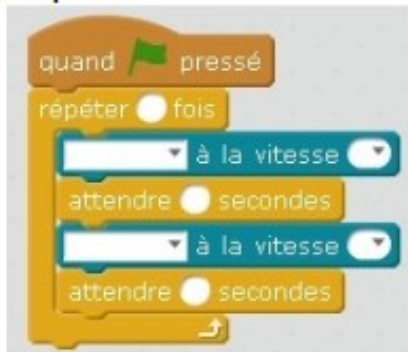 quand pressé
répéter fois
à la vitesse
attendre secondes
à la vitesse
attendre secondes